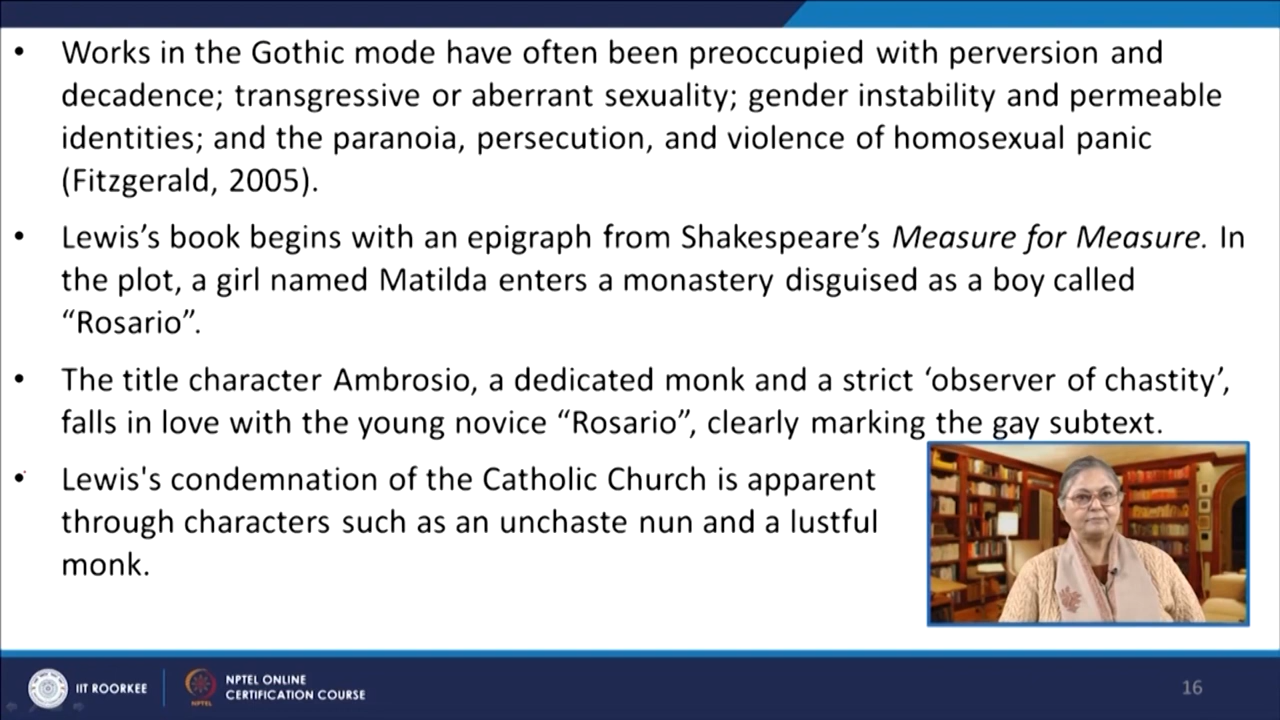 • Works in the Gothic mode have often been preoccupied with perversion and
decadence; transgressive or aberrant sexuality; gender instability and permeable
identities; and the paranoia, persecution, and violence of homosexual panic
(Fitzgerald, 2005).
• Lewis’s book begins with an epigraph from Shakespeare’s Measure for Measure. In
the plot, a girl named Matilda enters a monastery disguised as a boy called
“Rosario”.
• The title character Ambrosio, a dedicated monk and a strict ‘observer of chastity’,
falls in love with the young novice “Rosario”, clearly marking the gay subtext.
• Lewis's condemnation of the Catholic Church is apparent
through characters such as an unchaste nun and a lustful
monk.
IIT ROORKEE
NPTEL
NPTEL ONLINE
CERTIFICATION COURSE
16